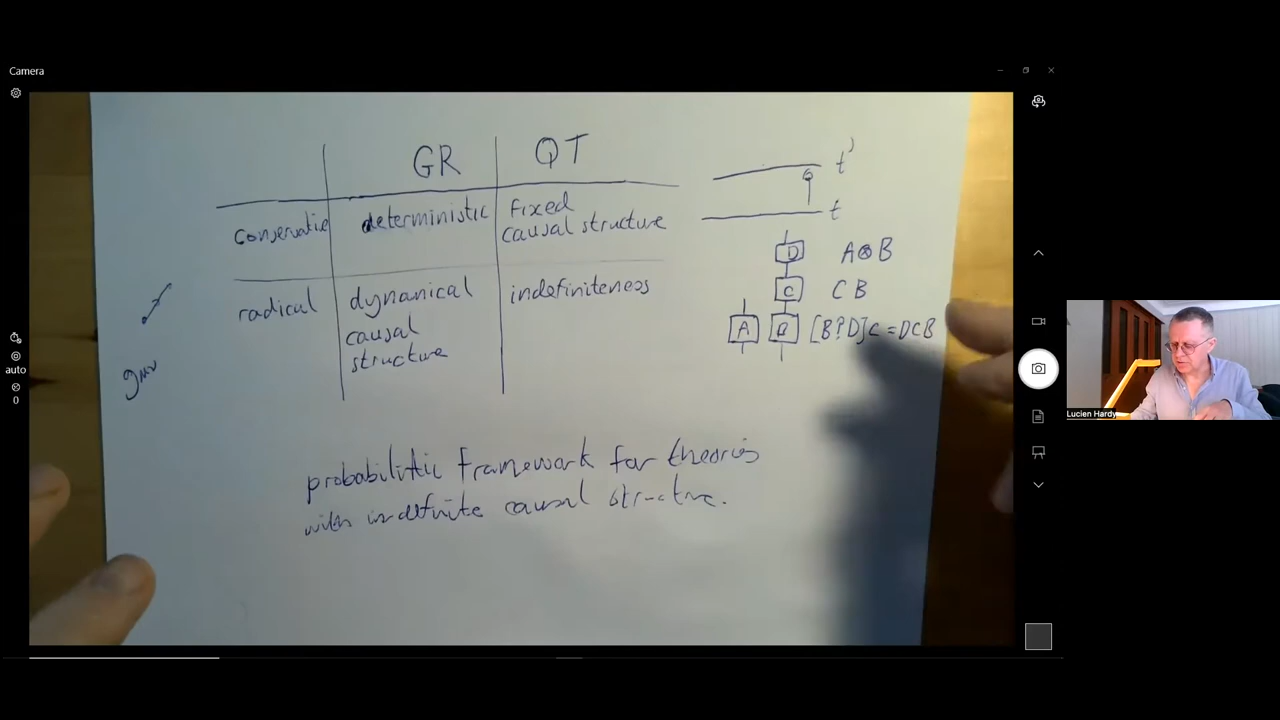 Camera
GR
QT
conservative
deterministic
fixed
causal structure
radical
dynamical
causal
structure
indefiniteness
t'
t
D
A⊗B
C
C B
A
B
[B?D]C = DCB
gμν
probabilistic framework for theories
with indefinite causal structure.
auto
0
Lucien Hardy